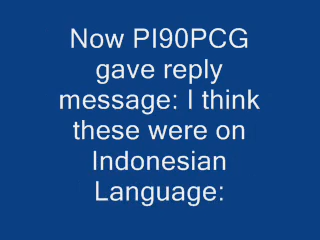 Now PI90PCG
gave reply
message: I think
these were on
Indonesian
Language: